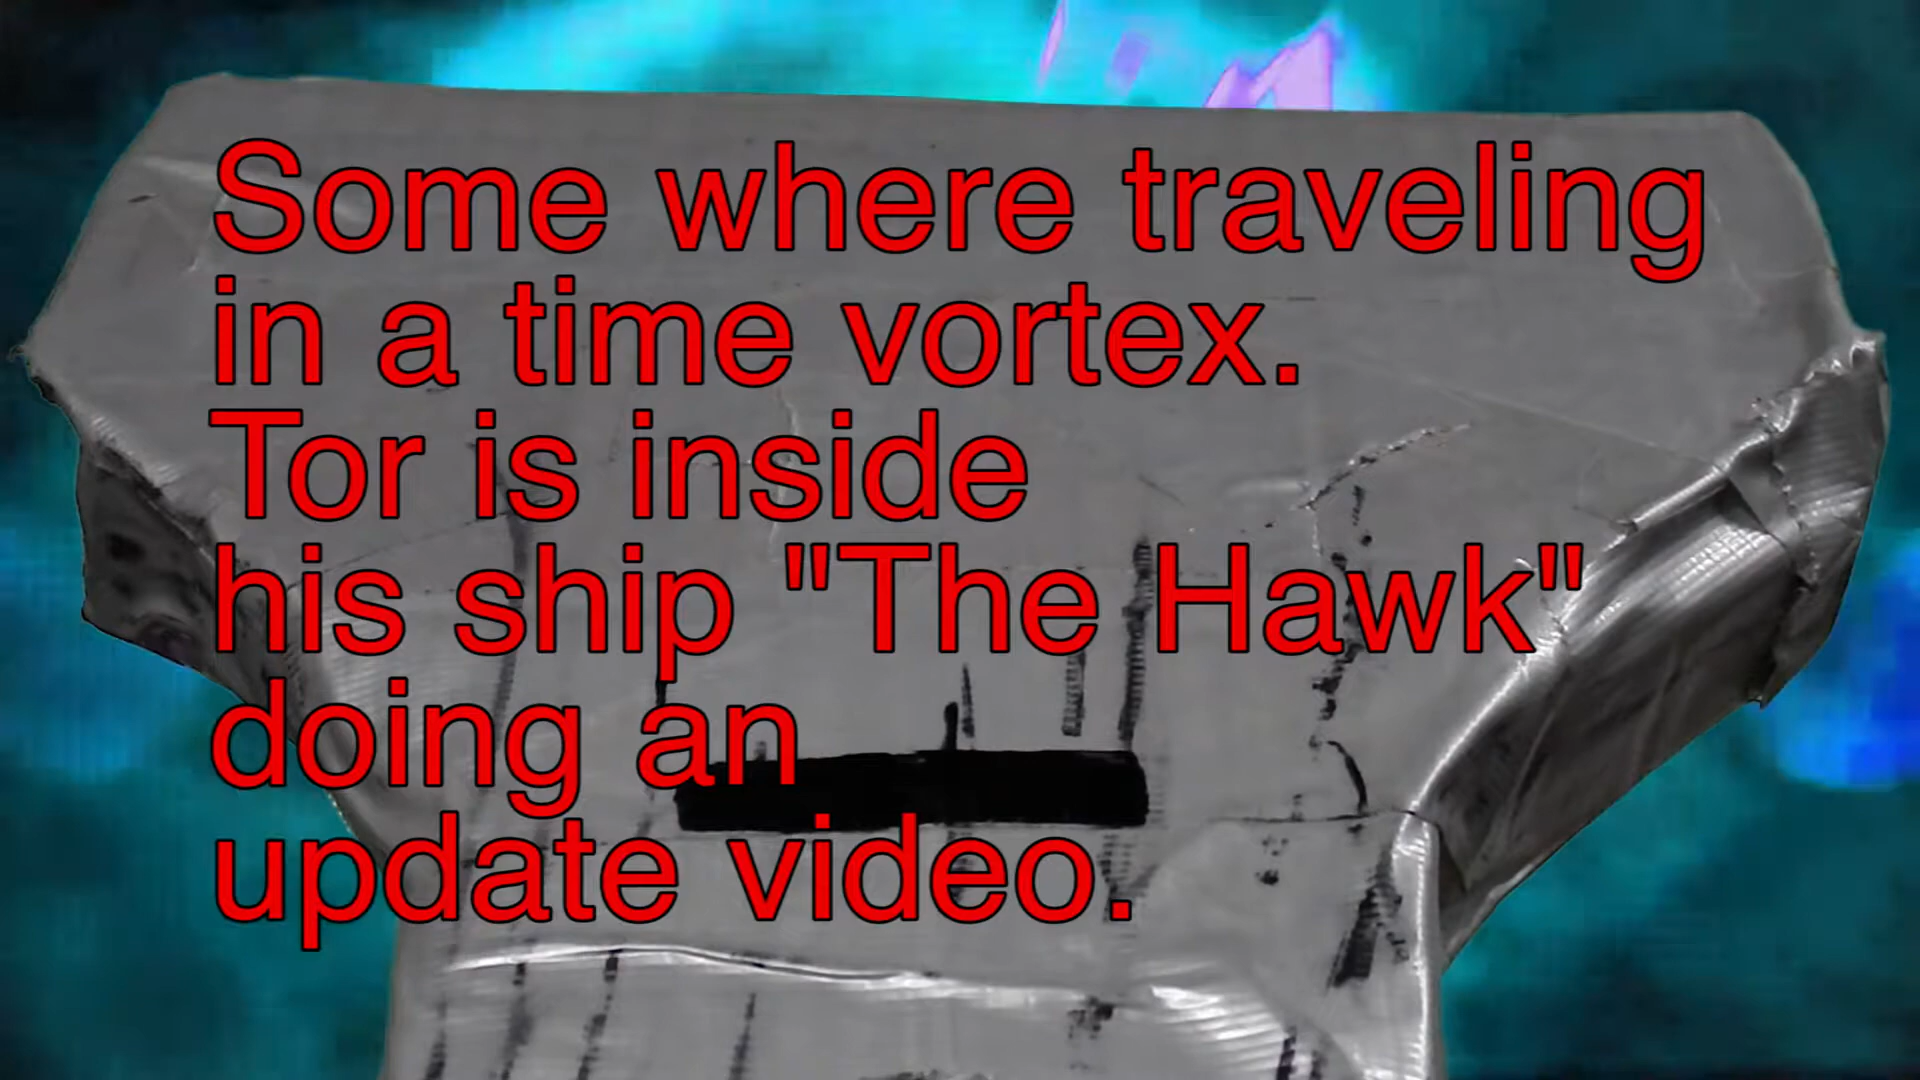 Some where traveling
in a time vortex.
Tor is inside
his ship "The Hawk"
doing an
update video.